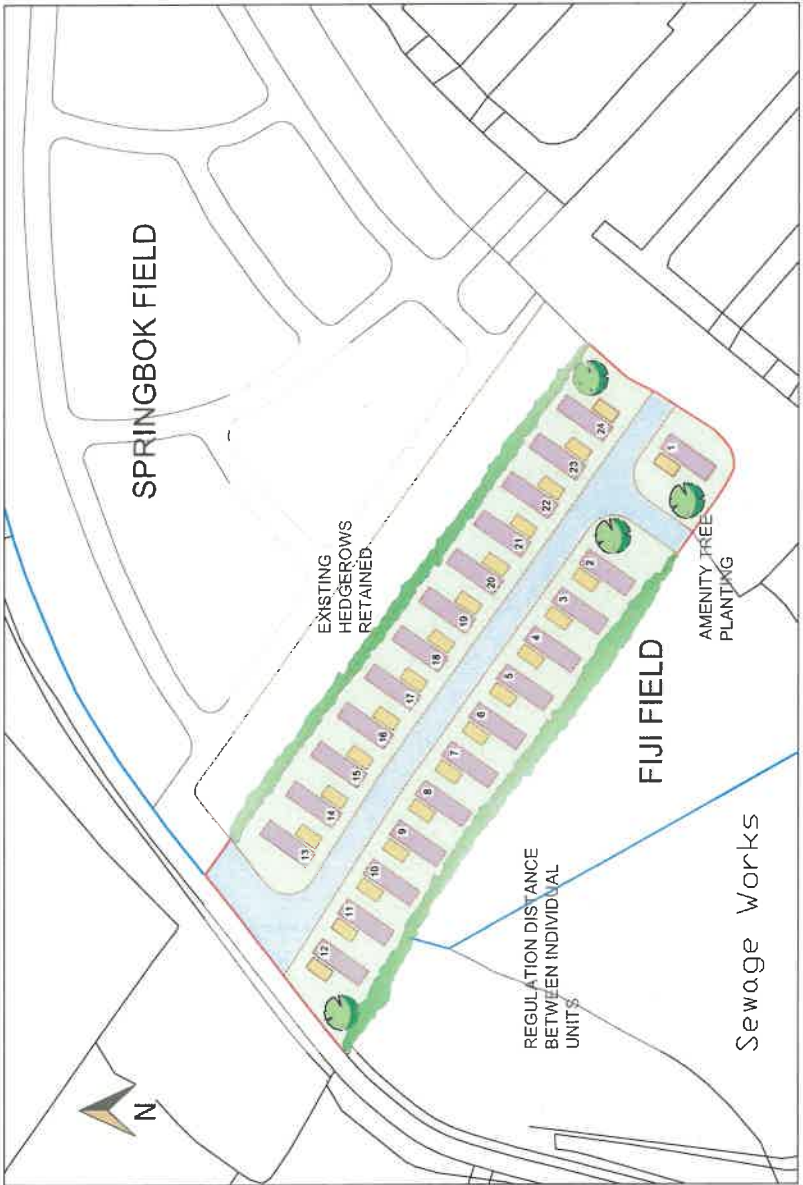 SPRINGBOK FIELD
EXISTING
HEDGEROWS
RETAINED
13
14
15
16
17
18
19
20
21
22
23
24
12
11
10
9
8
7
6
5
4
3
2
1
N
REGULATION DISTANCE
BETWEEN INDIVIDUAL
UNITS
FIJI FIELD
AMENITY TREE
PLANTING
Sewage Works